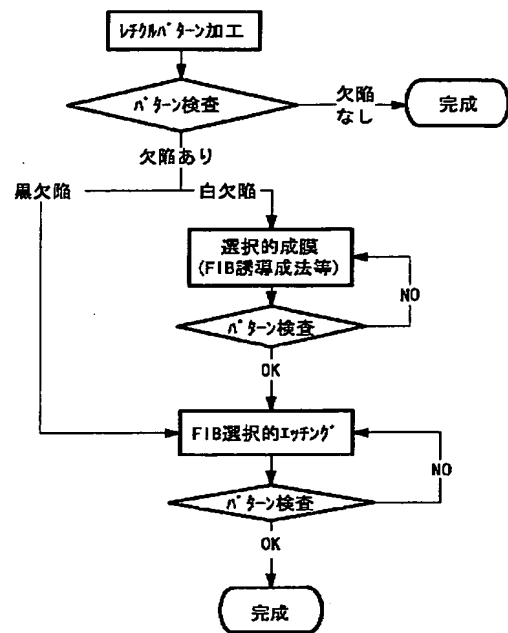 ﾚﾁｸﾙﾊﾟﾀｰﾝ加工
ﾊﾟﾀｰﾝ検査
欠陥
なし
完成
欠陥あり
黒欠陥
白欠陥
選択的成膜
(FIB誘導成法等)
NO
ﾊﾟﾀｰﾝ検査
OK
FIB選択的ｴｯﾁﾝｸﾞ
NO
ﾊﾟﾀｰﾝ検査
OK
完成